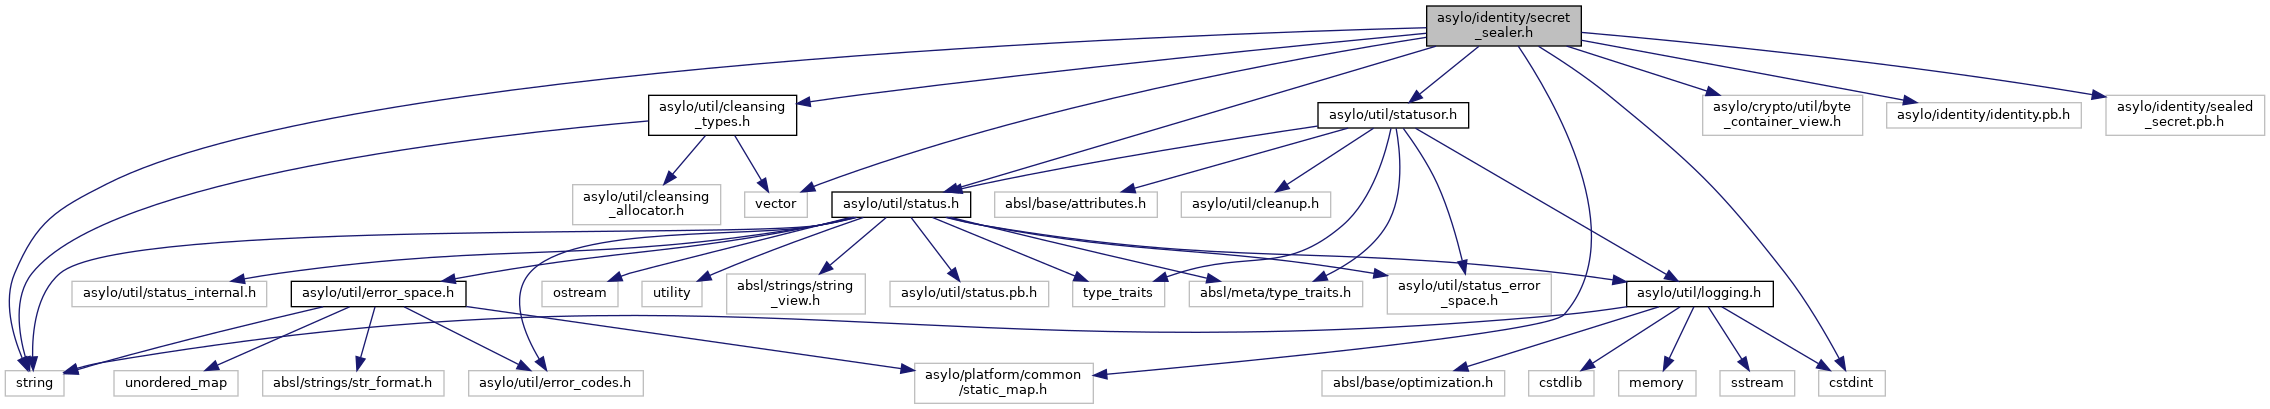 asylo/identity/secret
_sealer.h
asylo/util/cleansing
_types.h
asylo/util/statusor.h
asylo/crypto/util/byte
_container_view.h
asylo/identity/identity.pb.h
asylo/identity/sealed
_secret.pb.h
asylo/util/cleansing
_allocator.h
vector
asylo/util/status.h
absl/base/attributes.h
asylo/util/cleanup.h
asylo/util/status_internal.h
asylo/util/error_space.h
ostream
utility
absl/strings/string
_view.h
asylo/util/status.pb.h
type_traits
absl/meta/type_traits.h
asylo/util/status_error
_space.h
asylo/util/logging.h
string
unordered_map
absl/strings/str_format.h
asylo/util/error_codes.h
asylo/platform/common
/static_map.h
absl/base/optimization.h
cstdlib
memory
sstream
cstdint